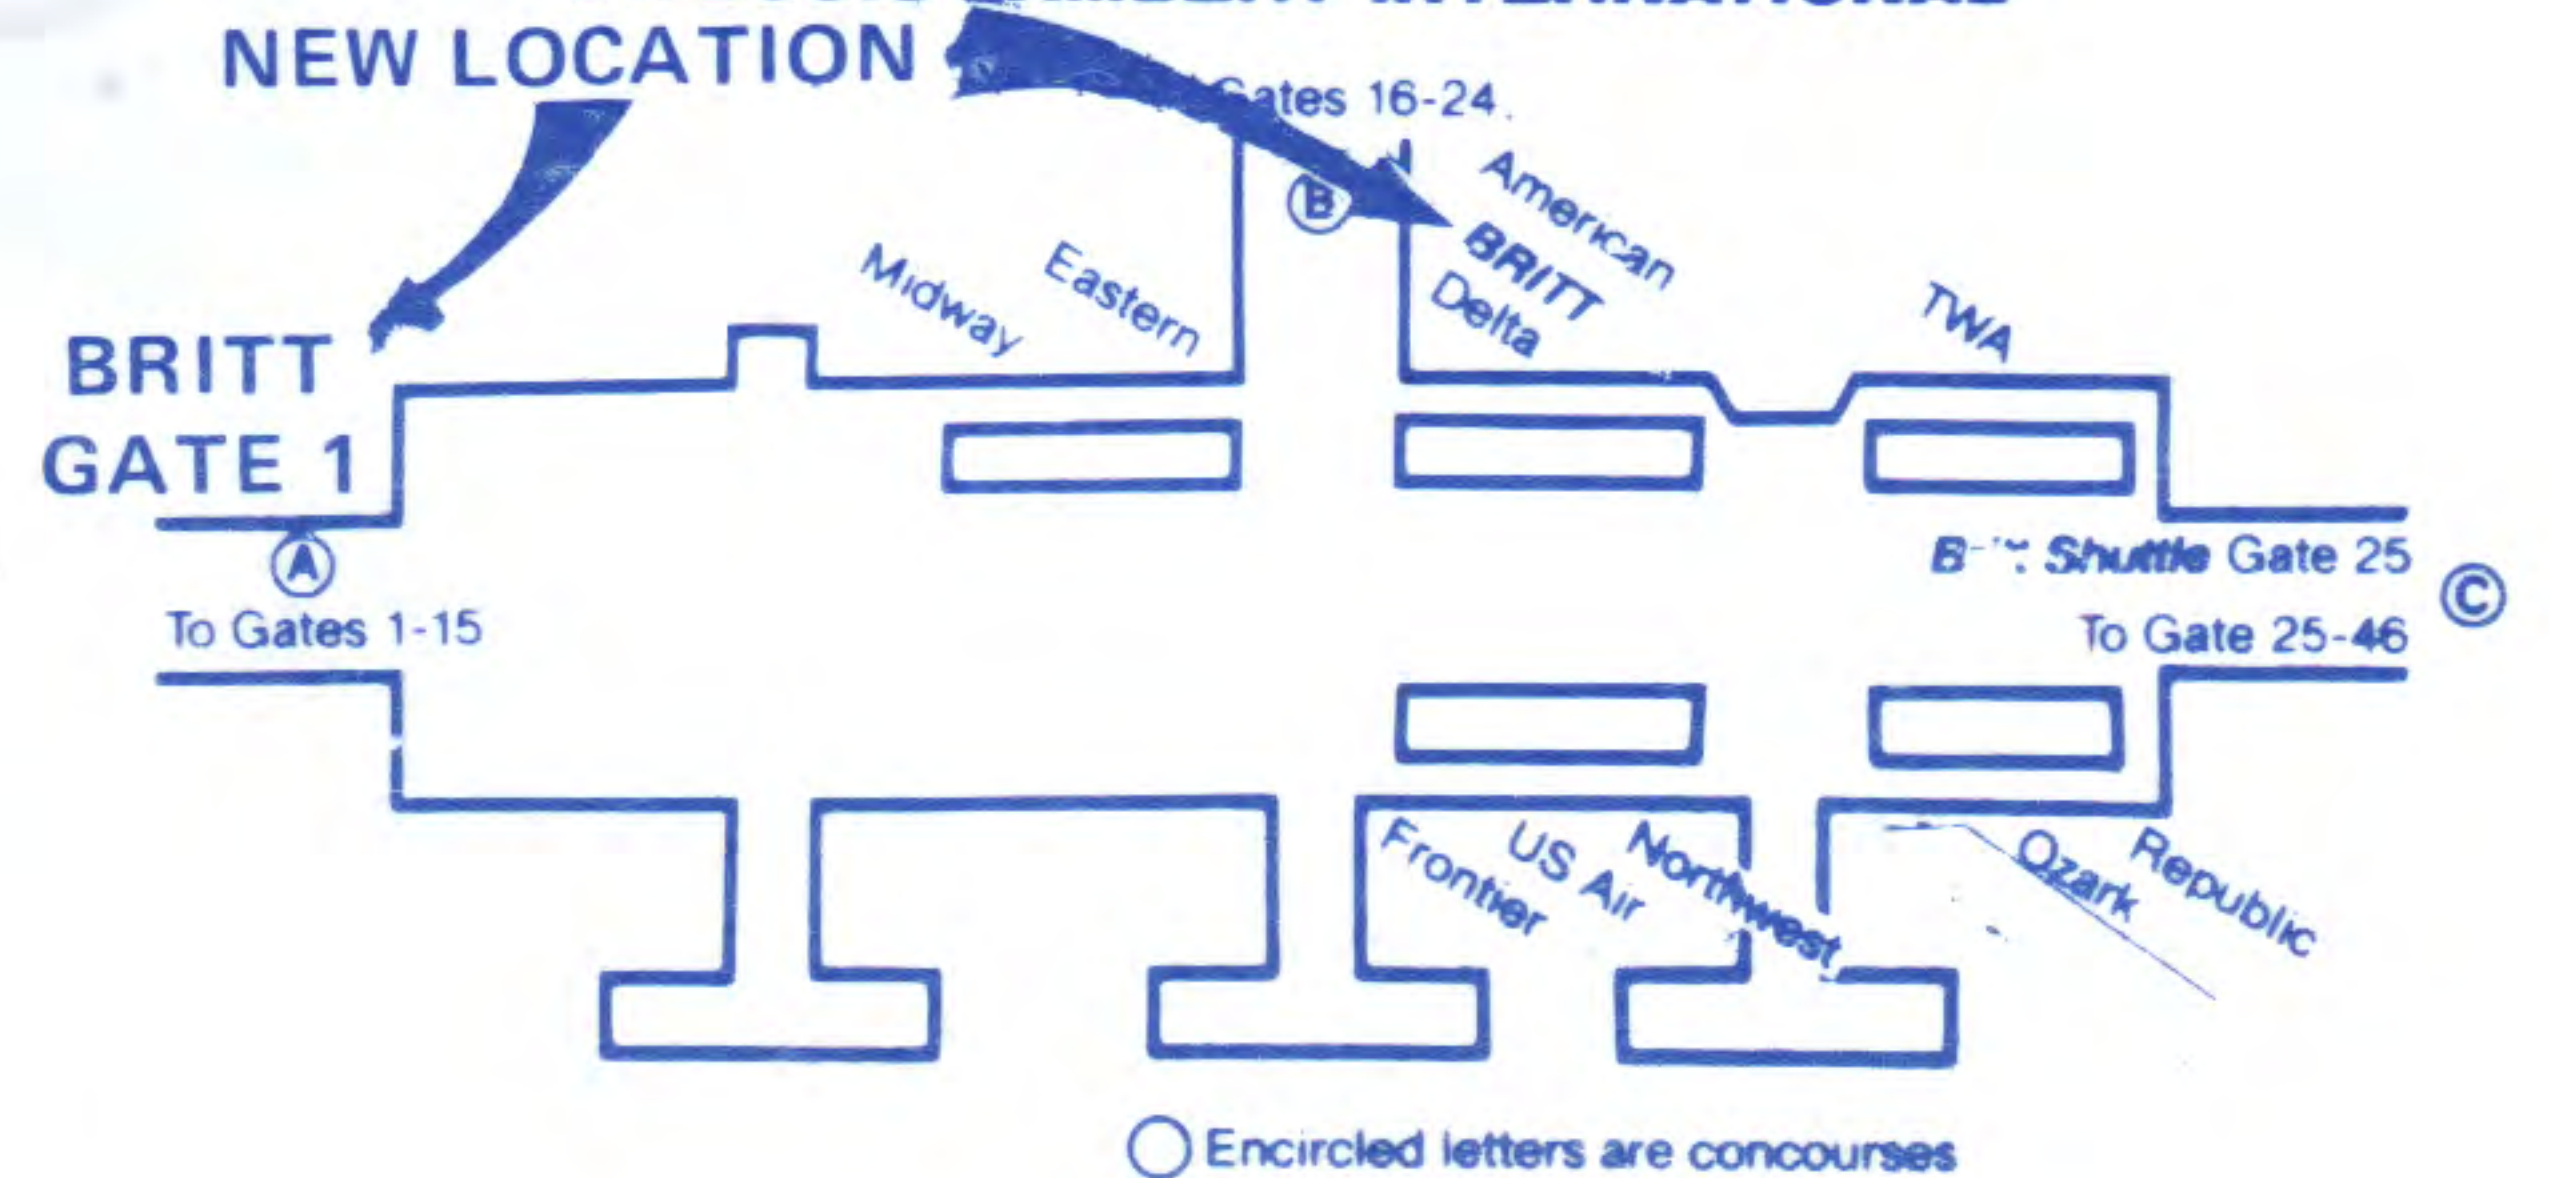 INTERNATIONAL
NEW LOCATION
Gates 16-24
B
American
BRITT
Delta
Midway
Eastern
TWA
BRITT
GATE 1
A
To Gates 1-15
Shuttle Gate 25
C
To Gate 25-46
Frontier
US Air
Northwest
Ozark
Republic
Encircled letters are concourses